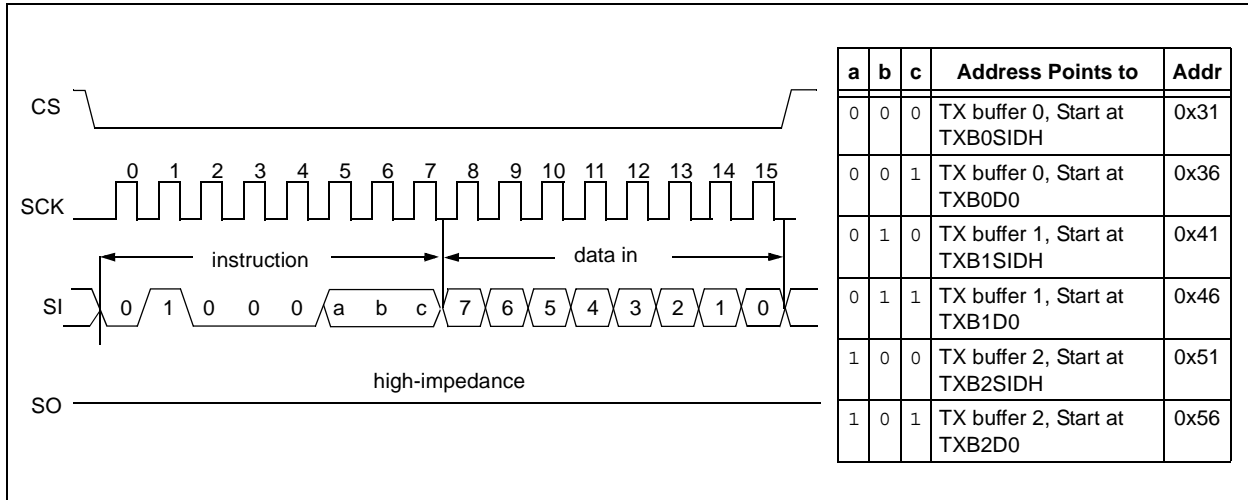 CS
0 1 2 3 4 5 6 7 8 9 10 11 12 13 14 15
SCK
instruction data in
SI 0 1 0 0 0 a b c 7 6 5 4 3 2 1 0
high-impedance
SO
a b c Address Points to Addr
0 0 0 TX buffer 0, Start at 0x31
TXB0SIDH
0 0 1 TX buffer 0, Start at 0x36
TXB0D0
0 1 0 TX buffer 1, Start at 0x41
TXB1SIDH
0 1 1 TX buffer 1, Start at 0x46
TXB1D0
1 0 0 TX buffer 2, Start at 0x51
TXB2SIDH
1 0 1 TX buffer 2, Start at 0x56
TXB2D0